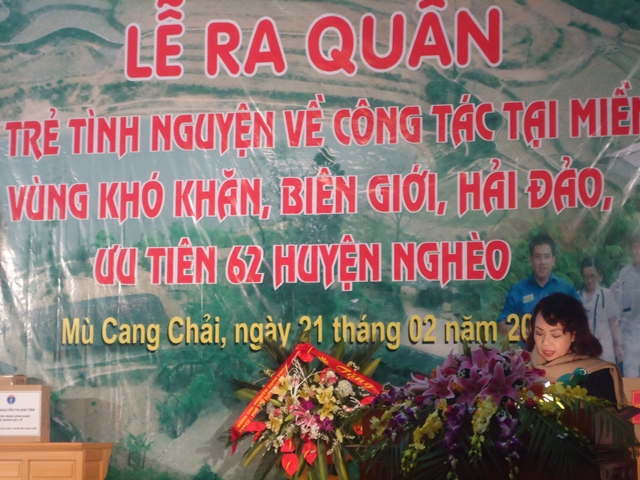 LỄ RA QUÂN
TRẺ TÌNH NGUYỆN VỀ CÔNG TÁC TẠI MIỀN
VÙNG KHÓ KHĂN, BIÊN GIỚI, HẢI ĐẢO,
ƯU TIÊN 62 HUYỆN NGHÈO
Mù Cang Chải, ngày 21 tháng 02 năm 20